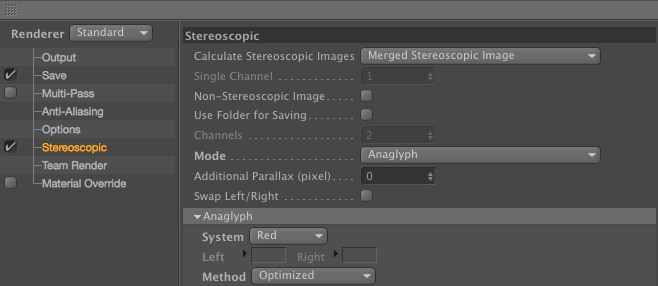 Renderer Standard
Output
Save
Multi-Pass
Anti-Aliasing
Options
Stereoscopic
Team Render
Material Override
Stereoscopic
Calculate Stereoscopic Images Merged Stereoscopic Image
Single Channel . . . . . . . . . . . . . 1
Non-Stereoscopic Image. . . . . .
Use Folder for Saving . . . . . . . .
Channels . . . . . . . . . . . . . . . . . . 2
Mode . . . . . . . . . . . . . . . . . . . . Anaglyph
Additional Parallax (pixel). . . . . 0
Swap Left/Right . . . . . . . . . . . .
Anaglyph
System Red
Left Right
Method Optimized